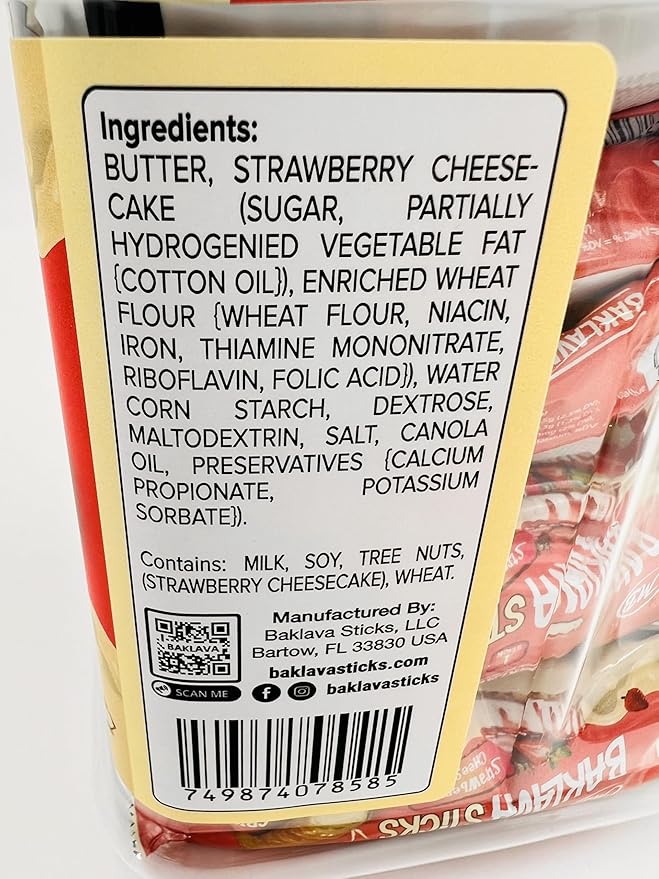 Ingredients:
BUTTER, STRAWBERRY CHEESE-
CAKE (SUGAR, PARTIALLY
HYDROGENIED VEGETABLE FAT
{COTTON OIL}), ENRICHED WHEAT
FLOUR {WHEAT FLOUR, NIACIN,
IRON, THIAMINE MONONITRATE,
RIBOFLAVIN, FOLIC ACID}), WATER
CORN STARCH, DEXTROSE,
MALTODEXTRIN, SALT, CANOLA
OIL, PRESERVATIVES {CALCIUM
PROPIONATE, POTASSIUM
SORBATE}).
Contains: MILK, SOY, TREE NUTS,
(STRAWBERRY CHEESECAKE), WHEAT.
BAKLAVA
SCAN ME
Manufactured By:
Baklava Sticks, LLC
Bartow, FL 33830 USA
baklavasticks.com
baklavasticks
749874078585
BAKLAVA STICKS